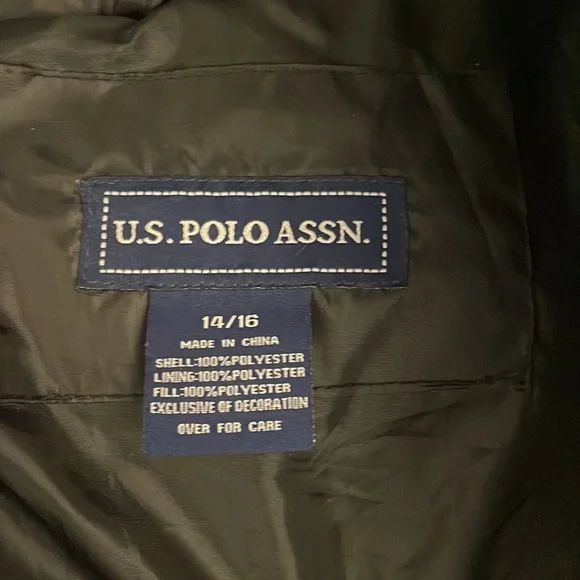 U.S. POLO ASSN.
14/16
MADE IN CHINA
SHELL:100%POLYESTER
LINING:100%POLYESTER
FILL:100%POLYESTER
EXCLUSIVE OF DECORATION
OVER FOR CARE